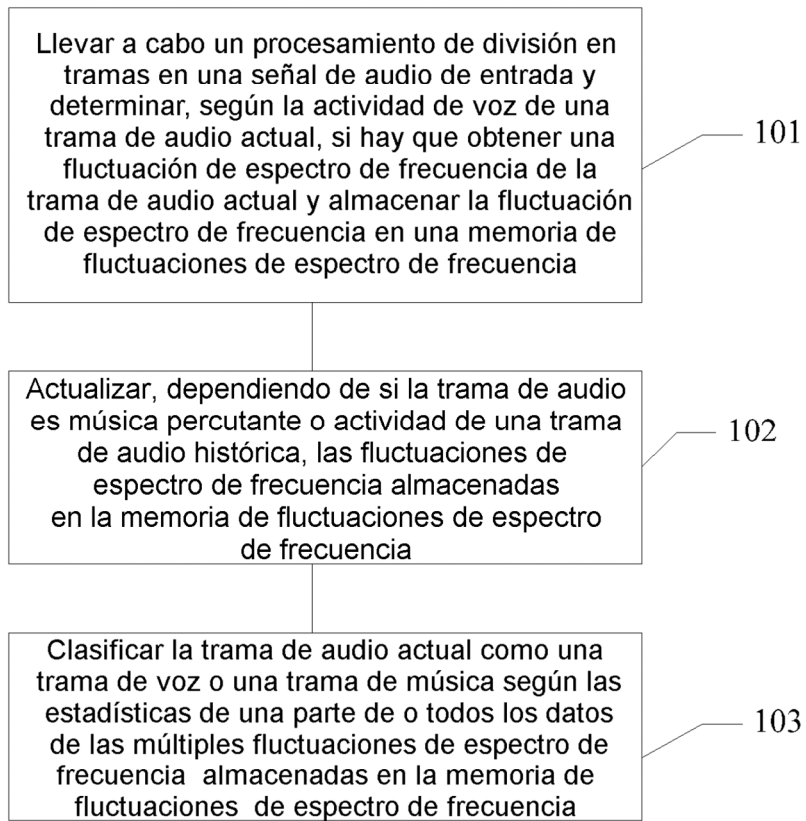 Llevar a cabo un procesamiento de división en
tramas en una señal de audio de entrada y
determinar, según la actividad de voz de una
trama de audio actual, si hay que obtener una
fluctuación de espectro de frecuencia de la
trama de audio actual y almacenar la fluctuación
de espectro de frecuencia en una memoria de
fluctuaciones de espectro de frecuencia
101
Actualizar, dependiendo de si la trama de audio
es música percutante o actividad de una trama
de audio histórica, las fluctuaciones de
espectro de frecuencia almacenadas
en la memoria de fluctuaciones de espectro
de frecuencia
102
Clasificar la trama de audio actual como una
trama de voz o una trama de música según las
estadísticas de una parte de o todos los datos
de las múltiples fluctuaciones de espectro de
frecuencia almacenadas en la memoria de
fluctuaciones de espectro de frecuencia
103